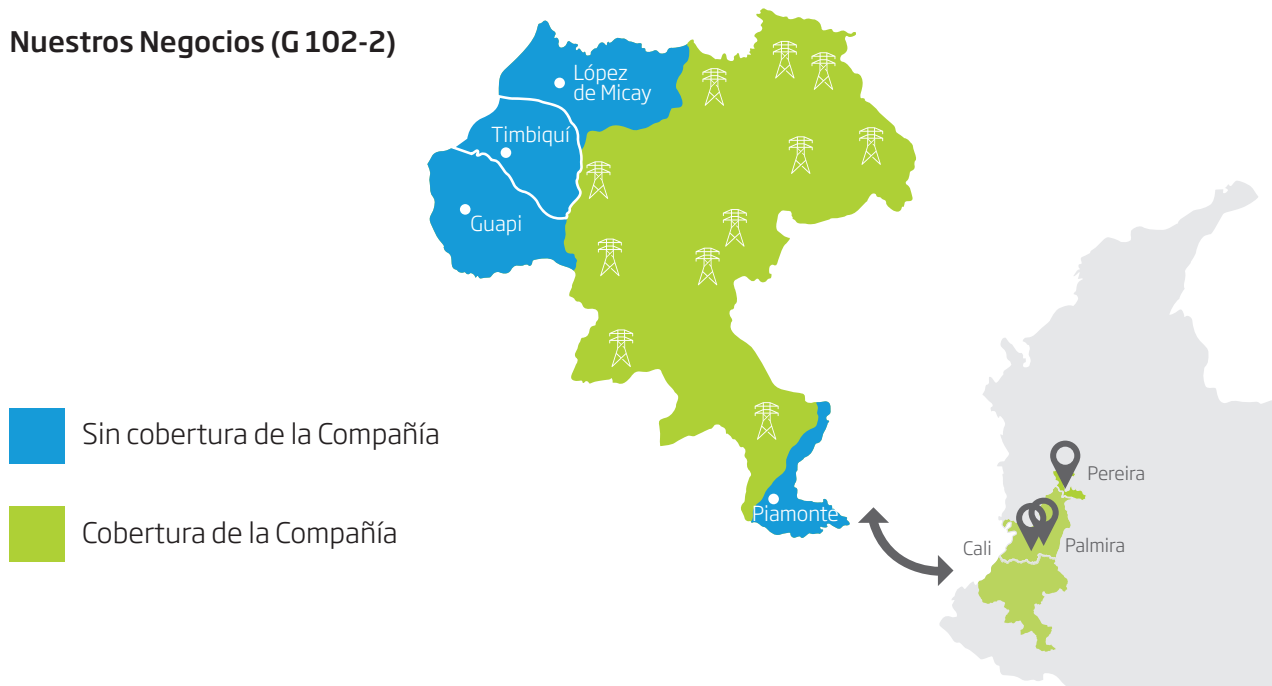 Nuestros Negocios (G 102-2)
López
de Micay
Timbiquí
Guapi
Sin cobertura de la Compañía
Cobertura de la Compañía
Piamonte
Pereira
Cali
Palmira